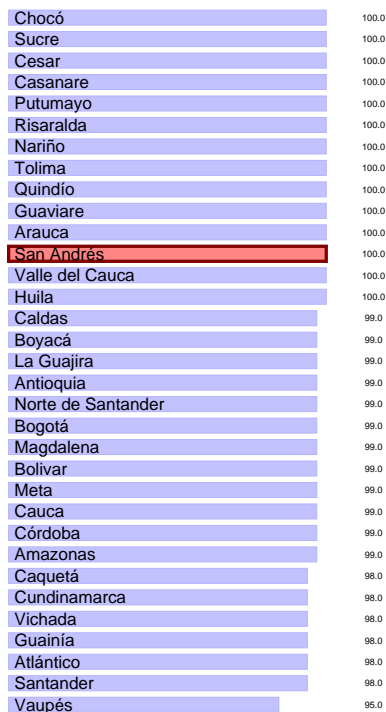 Chocó 100.0
Sucre 100.0
Cesar 100.0
Casanare 100.0
Putumayo 100.0
Risaralda 100.0
Nariño 100.0
Tolima 100.0
Quindío 100.0
Guaviare 100.0
Arauca 100.0
San Andrés 100.0
Valle del Cauca 100.0
Huila 100.0
Caldas 99.0
Boyacá 99.0
La Guajira 99.0
Antioquia 99.0
Norte de Santander 99.0
Bogotá 99.0
Magdalena 99.0
Bolivar 99.0
Meta 99.0
Cauca 99.0
Córdoba 99.0
Amazonas 99.0
Caquetá 98.0
Cundinamarca 98.0
Vichada 98.0
Guainía 98.0
Atlántico 98.0
Santander 98.0
Vaupés 95.0